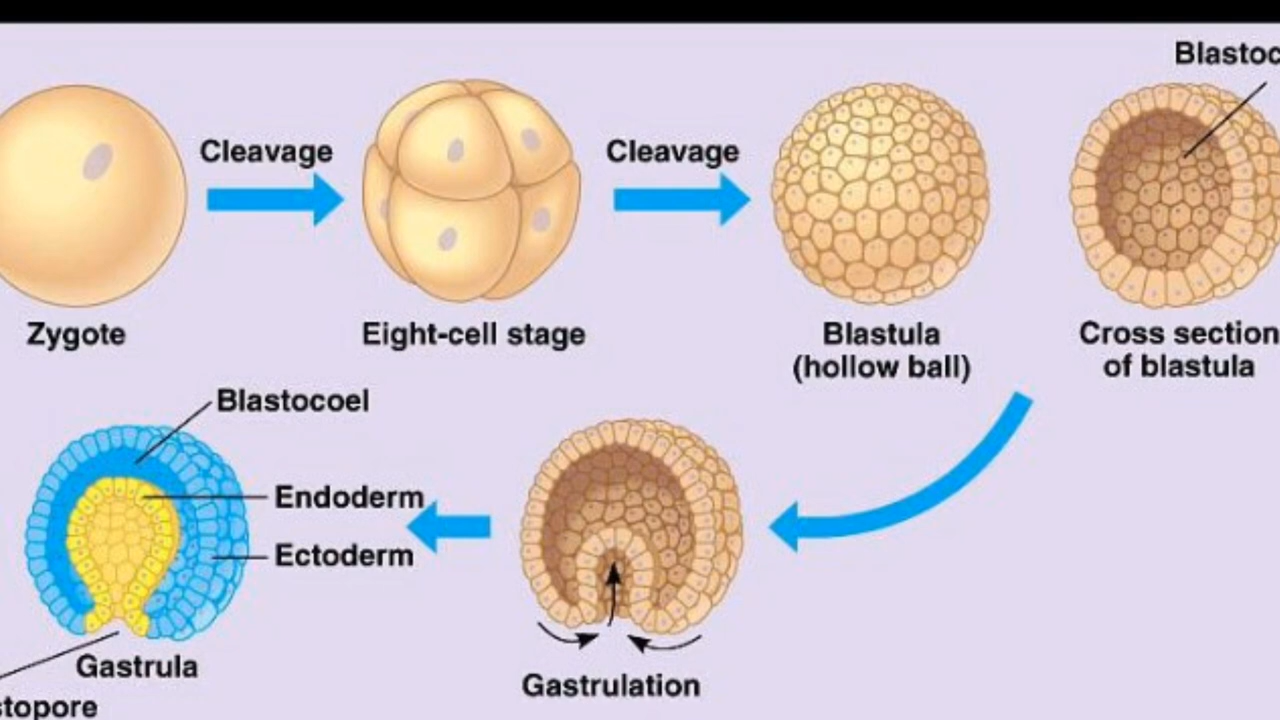 Blastoc
Cleavage
Cleavage
Zygote
Eight-cell stage
Blastula
(hollow ball)
Cross section
of blastula
Blastocoel
Endoderm
Ectoderm
Gastrula
stopore
Gastrulation